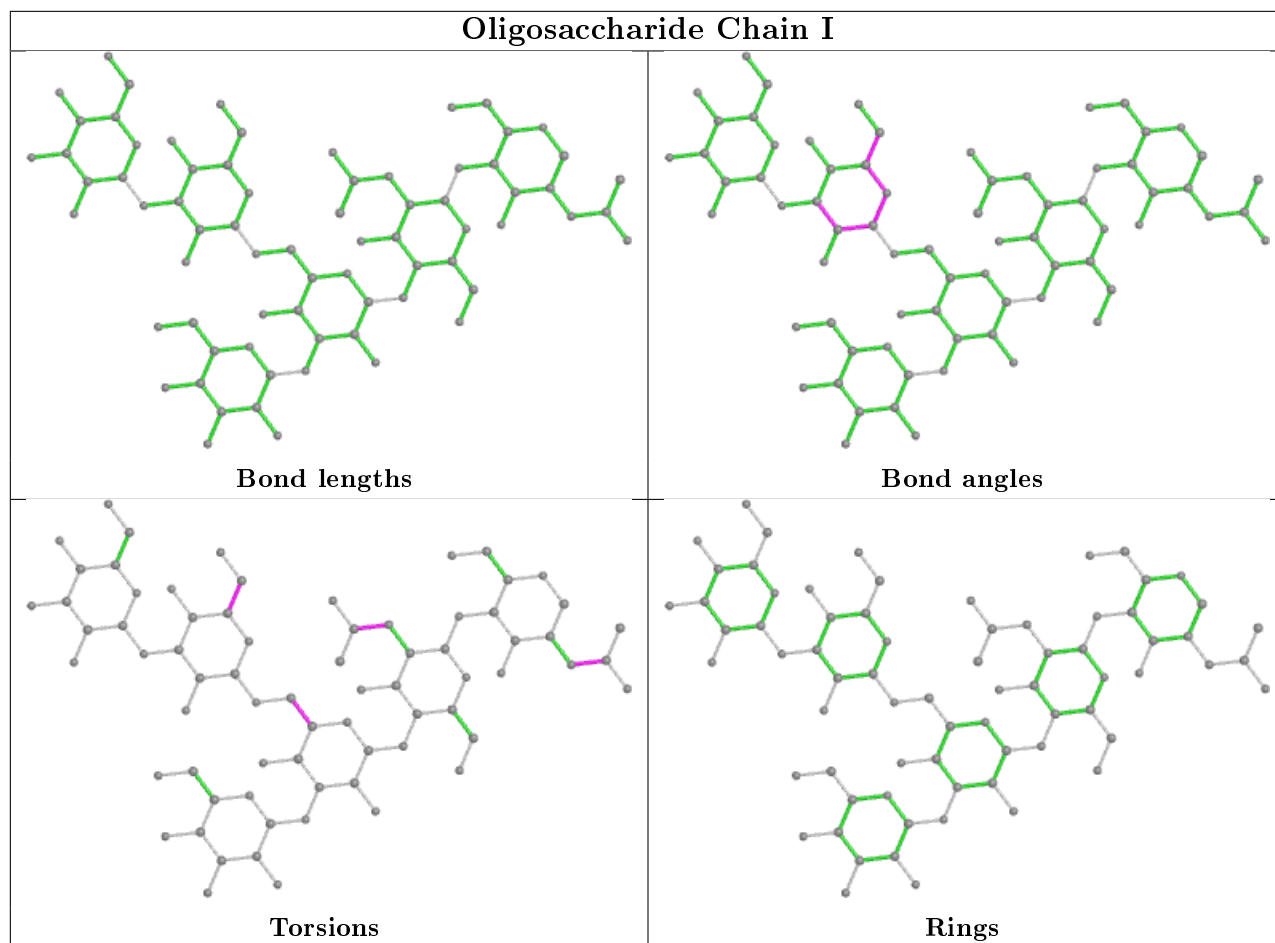 Oligosaccharide Chain I
Bond lengths
Bond angles
Torsions
Rings